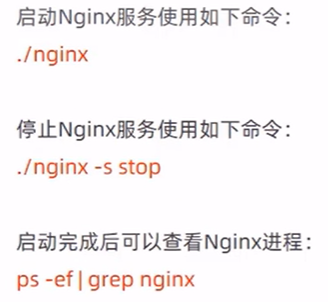 启动Nginx服务使用如下命令：
./nginx
停止Nginx服务使用如下命令：
./nginx -s stop
启动完成后可以查看Nginx进程：
ps -ef | grep nginx